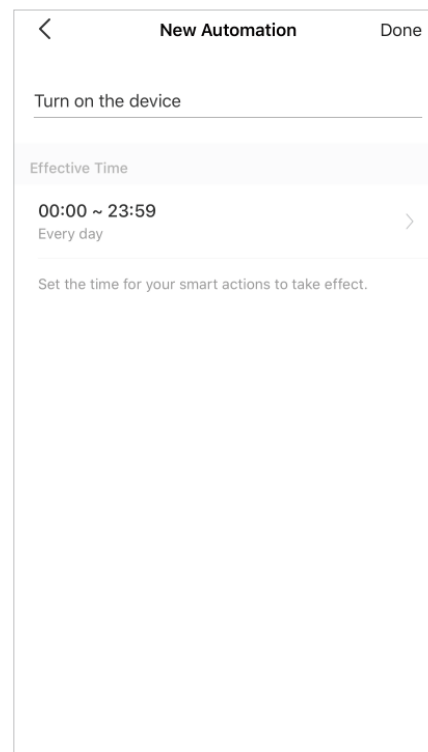 New Automation
Done
Turn on the device
Effective Time
00:00 ~ 23:59
Every day
Set the time for your smart actions to take effect.